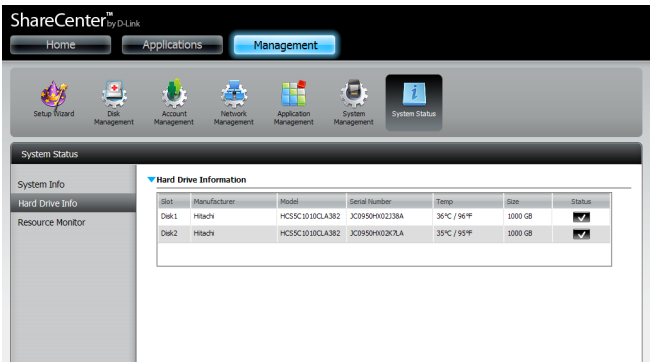 ShareCenter™ by D-Link
Home Applications Management
Setup Wizard Disk Management Account Management Network Management Application Management System Management System Status
System Status
System Info
Hard Drive Info
Resource Monitor
Hard Drive Information
Slot Manufacturer Model Serial Number Temp Size Status
Disk1 Hitachi HCS5C1010CLA382 JC0950HX02J38A 36°C / 96°F 1000 GB
Disk2 Hitachi HCS5C1010CLA382 JC0950HX02K7LA 35°C / 95°F 1000 GB